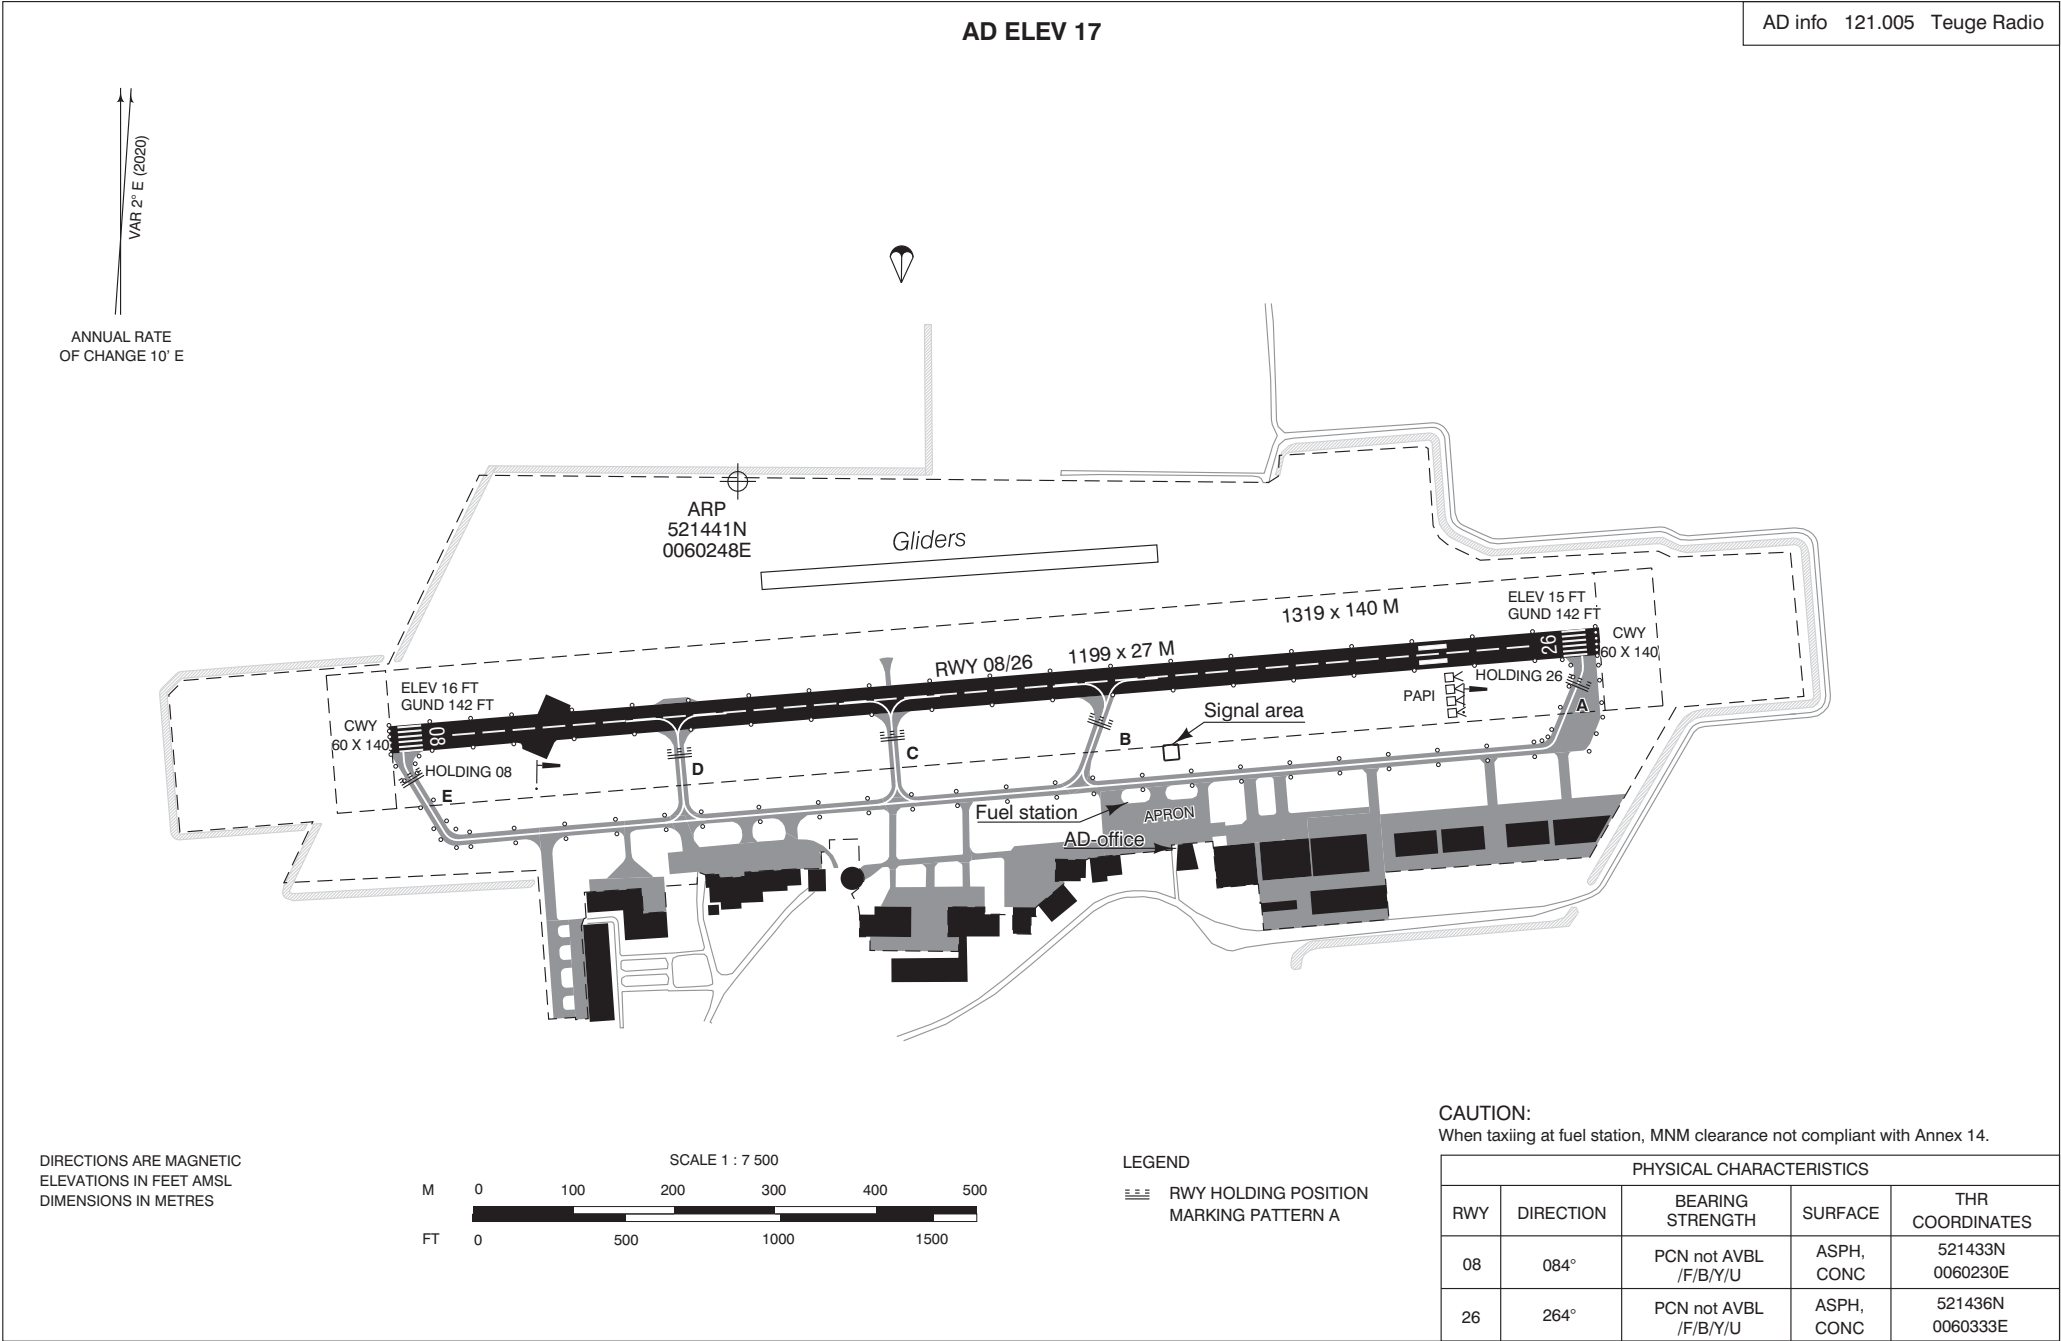 AD ELEV 17
AD info 121.005 Teuge Radio
VAR 2° E (2020)
ANNUAL RATE
OF CHANGE 10' E
ARP
521441N
0060248E
Gliders
1319 x 140 M
ELEV 15 FT
GUND 142 FT
CWY
60 X 140
26
RWY 08/26
1199 x 27 M
HOLDING 26
PAPI
A
ELEV 16 FT
GUND 142 FT
CWY
60 X 140
08
HOLDING 08
E
D
C
B
Signal area
Fuel station
APRON
AD-office
CAUTION:
When taxiing at fuel station, MNM clearance not compliant with Annex 14.
DIRECTIONS ARE MAGNETIC
ELEVATIONS IN FEET AMSL
DIMENSIONS IN METRES
SCALE 1 : 7 500
M 0 100 200 300 400 500
FT 0 500 1000 1500
LEGEND
RWY HOLDING POSITION
MARKING PATTERN A
PHYSICAL CHARACTERISTICS
RWY DIRECTION BEARING STRENGTH SURFACE THR COORDINATES
08 084° PCN not AVBL /F/B/Y/U ASPH, CONC 521433N 0060230E
26 264° PCN not AVBL /F/B/Y/U ASPH, CONC 521436N 0060333E